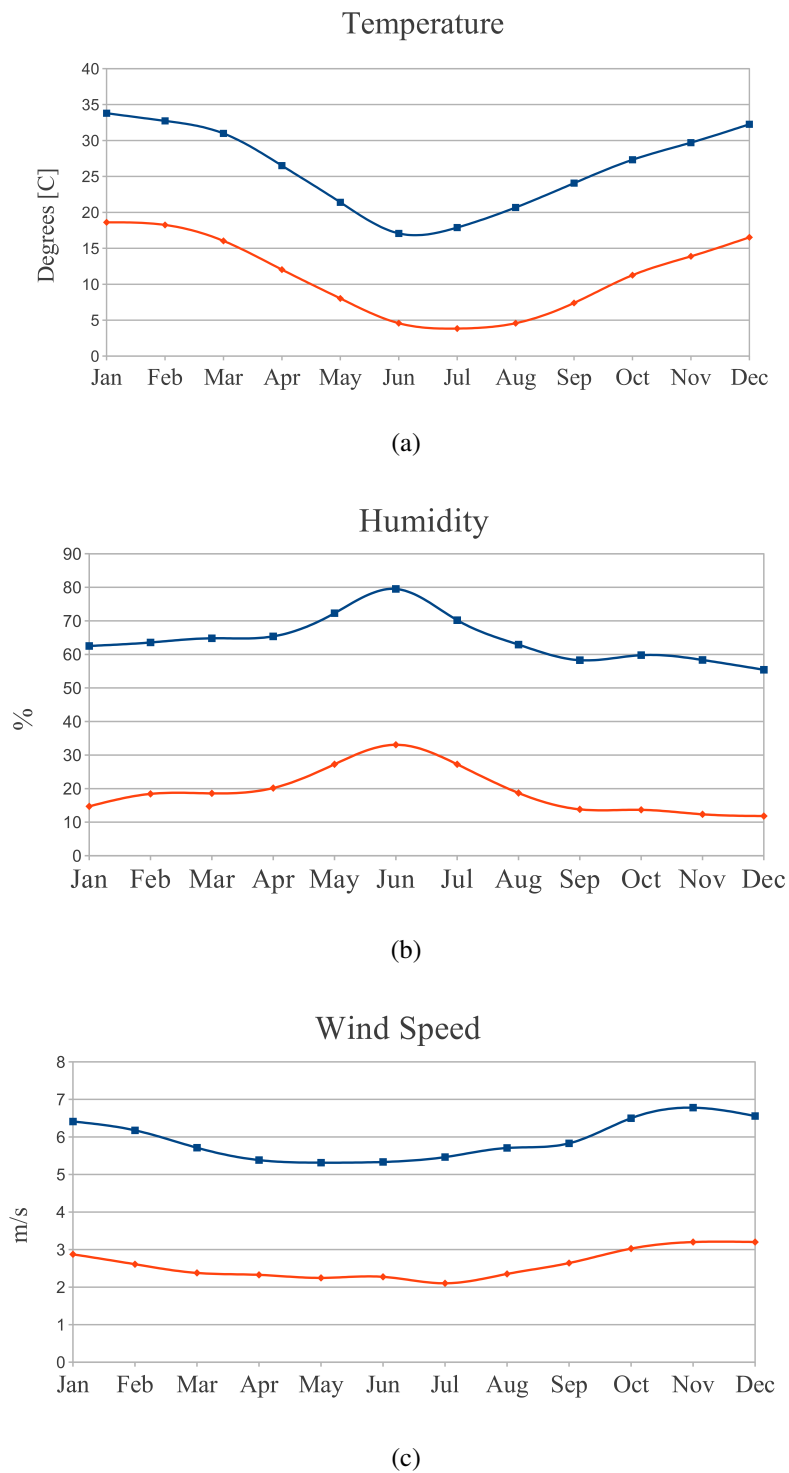 Temperature
40
35
30
25
20
15
10
5
0
Degrees [C]
Jan Feb Mar Apr May Jun Jul Aug Sep Oct Nov Dec
(a)
Humidity
90
80
70
60
50
40
30
20
10
0
%
Jan Feb Mar Apr May Jun Jul Aug Sep Oct Nov Dec
(b)
Wind Speed
8
7
6
5
4
3
2
1
0
m/s
Jan Feb Mar Apr May Jun Jul Aug Sep Oct Nov Dec
(c)